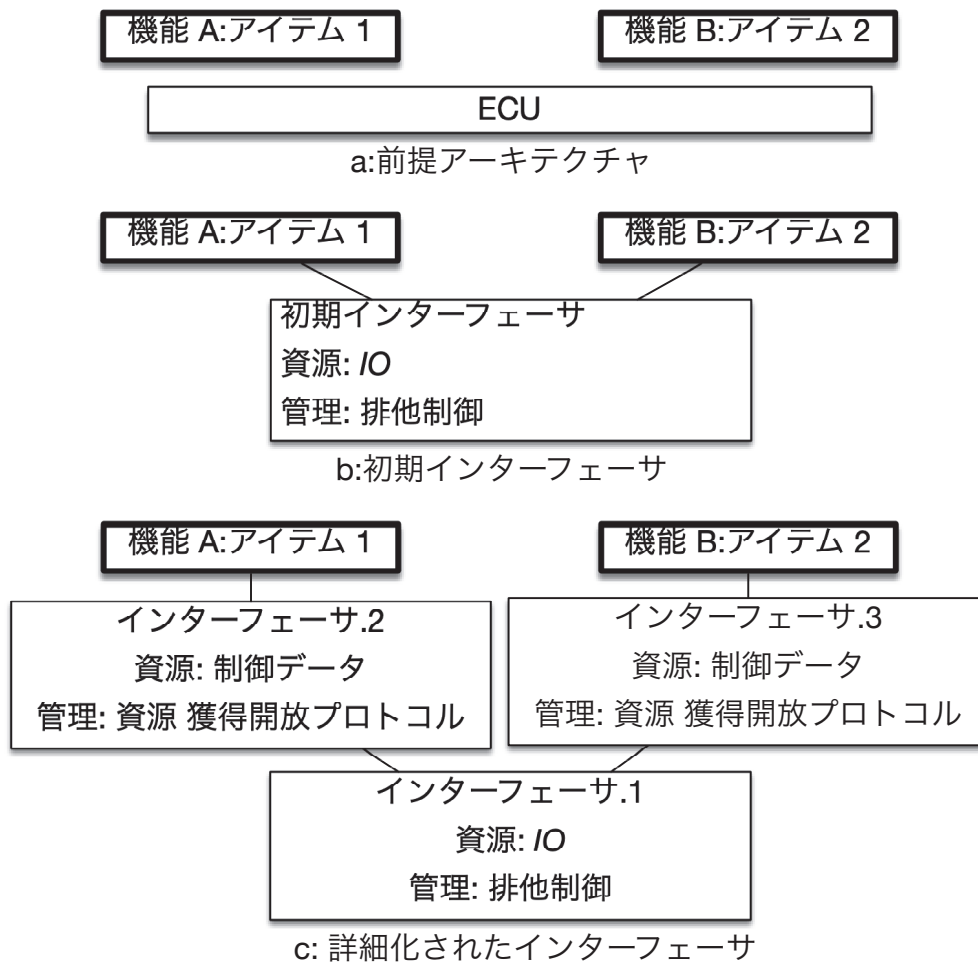 機能 A:アイテム 1
機能 B:アイテム 2
ECU
a:前提アーキテクチャ
機能 A:アイテム 1
機能 B:アイテム 2
初期インターフェーサ
資源: IO
管理: 排他制御
b:初期インターフェーサ
機能 A:アイテム 1
機能 B:アイテム 2
インターフェーサ.2
資源: 制御データ
管理: 資源 獲得開放プロトコル
インターフェーサ.3
資源: 制御データ
管理: 資源 獲得開放プロトコル
インターフェーサ.1
資源: IO
管理: 排他制御
c: 詳細化されたインターフェーサ